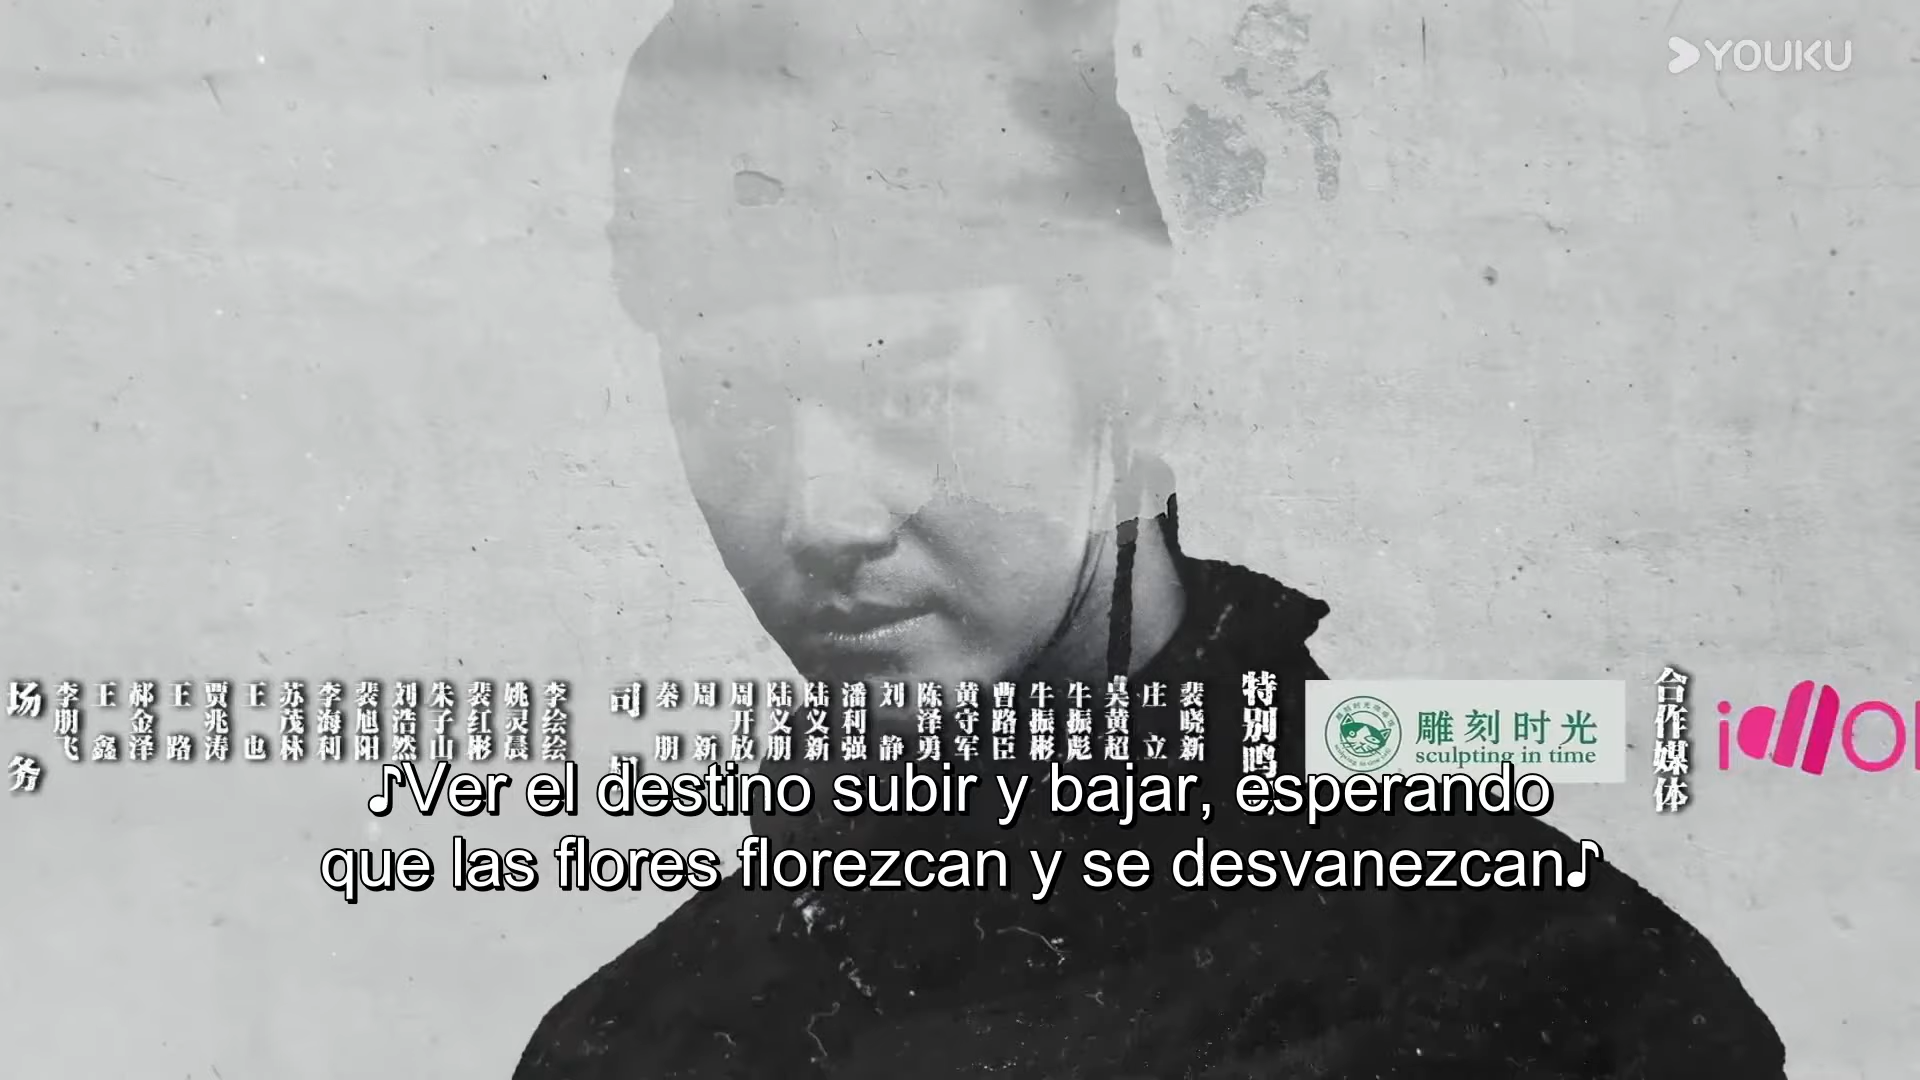 YOUKU
场务
李朋飞
王鑫
郝金泽
王路
贾兆涛
王也
苏茂林
李海利
裴旭阳
刘浩然
朱子山
裴红彬
姚灵晨
李绘绘
司
秦朋
周新
周开放
陆义朋
陆义新
潘利强
刘静
陈泽勇
黄守军
曹路臣
牛振彬
牛振彪
吴黄超
庄立
裴晓新
特别鸣
雕刻时光
sculpting in time
合作媒体
♪Ver el destino subir y bajar, esperando
que las flores florezcan y se desvanezcan♪